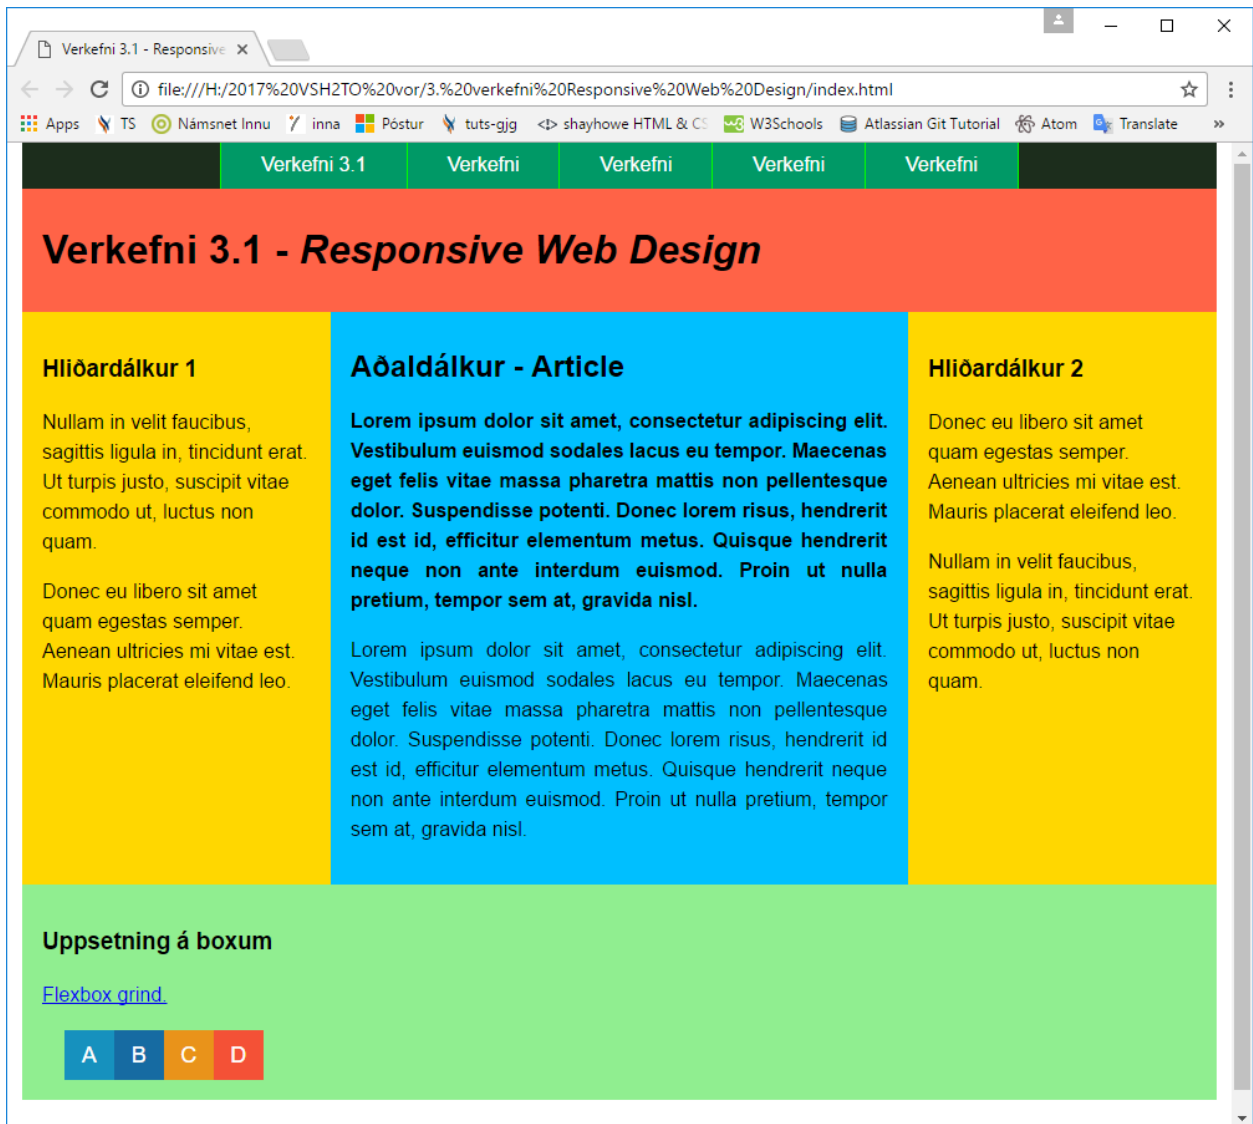 Verkefni 3.1 - Responsive
file:///H:/2017%20VSH2TO%20vor/3.%20verkefni%20Responsive%20Web%20Design/index.html
Apps TS Námsnet Innu inna Póstur tuts-gjg shayhowe HTML & CS W3Schools Atlassian Git Tutorial Atom Translate »
Verkefni 3.1 Verkefni Verkefni Verkefni Verkefni
Verkefni 3.1 - Responsive Web Design
Hliðardálkur 1
Nullam in velit faucibus,
sagittis ligula in, tincidunt erat.
Ut turpis justo, suscipit vitae
commodo ut, luctus non
quam.
Donec eu libero sit amet
quam egestas semper.
Aenean ultricies mi vitae est.
Mauris placerat eleifend leo.
Aðaldálkur - Article
Lorem ipsum dolor sit amet, consectetur adipiscing elit.
Vestibulum euismod sodales lacus eu tempor. Maecenas
eget felis vitae massa pharetra mattis non pellentesque
dolor. Suspendisse potenti. Donec lorem risus, hendrerit
id est id, efficitur elementum metus. Quisque hendrerit
neque non ante interdum euismod. Proin ut nulla
pretium, tempor sem at, gravida nisl.
Lorem ipsum dolor sit amet, consectetur adipiscing elit.
Vestibulum euismod sodales lacus eu tempor. Maecenas
eget felis vitae massa pharetra mattis non pellentesque
dolor. Suspendisse potenti. Donec lorem risus, hendrerit id
est id, efficitur elementum metus. Quisque hendrerit neque
non ante interdum euismod. Proin ut nulla pretium, tempor
sem at, gravida nisl.
Hliðardálkur 2
Donec eu libero sit amet
quam egestas semper.
Aenean ultricies mi vitae est.
Mauris placerat eleifend leo.
Nullam in velit faucibus,
sagittis ligula in, tincidunt erat.
Ut turpis justo, suscipit vitae
commodo ut, luctus non
quam.
Uppsetning á boxum
Flexbox grind.
A B C D